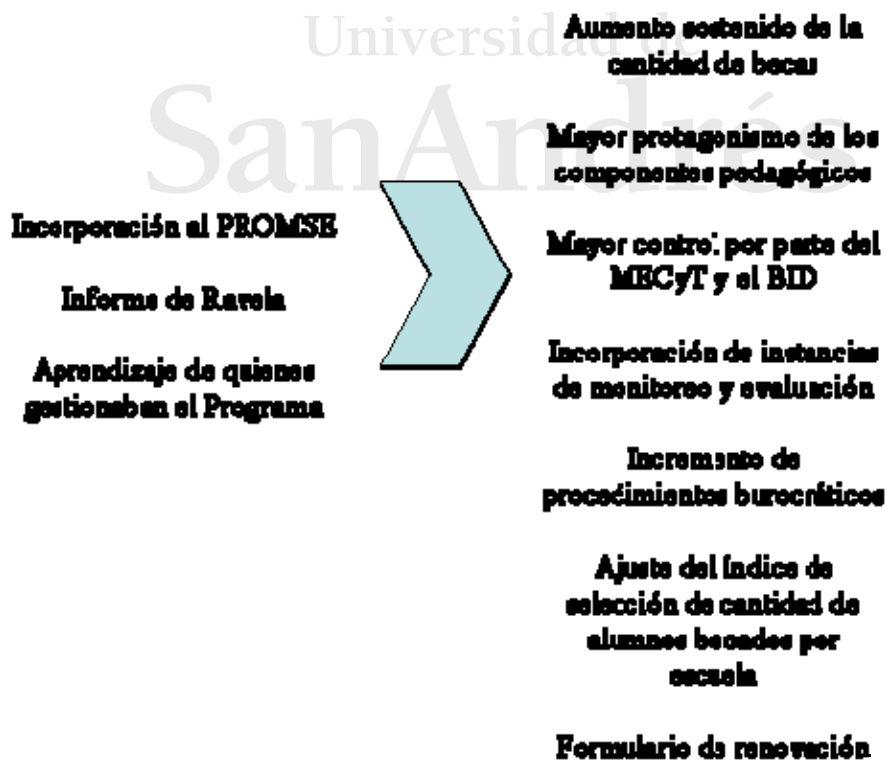 Universidad de
SanAndrés
Incorporación al PROMSE
Informe de Ravela
Aprendizaje de quienes
gestionaban el Programa
Aumento sostenido de la
cantidad de becas
Mayor protagonismo de los
componentes pedagógicos
Mayor control por parte del
MECyT y el BID
Incorporación de instancias
de monitoreo y evaluación
Incremento de
procedimientos burocráticos
Ajuste del índice de
selección de cantidad de
alumnos becados por
escuela
Formulario de renovación